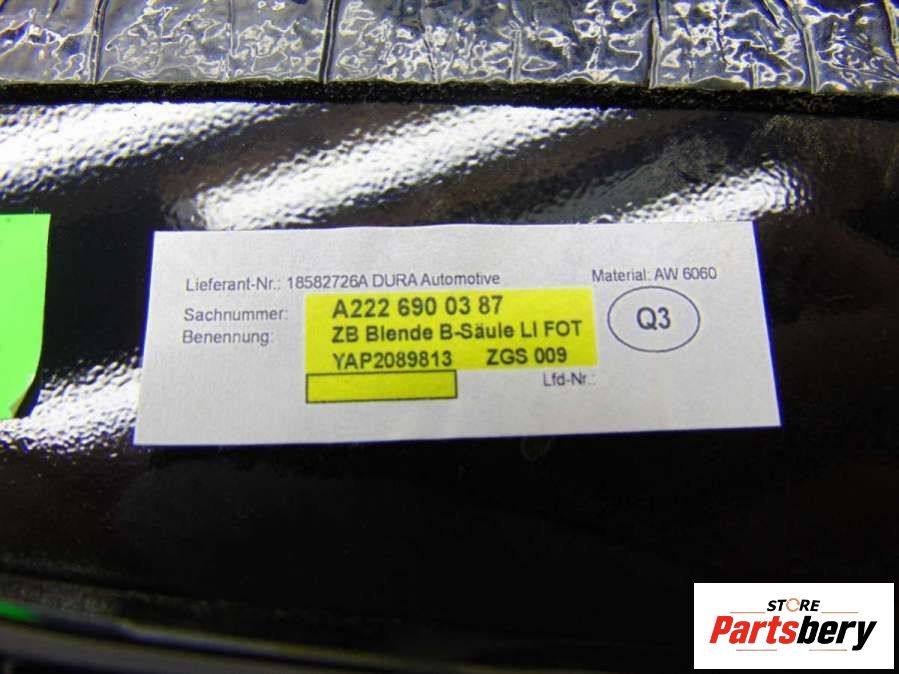 Lieferant-Nr.: 18582726A DURA Automotive Material: AW 6060
Sachnummer: A222 690 03 87
Benennung: ZB Blende B-Säule LI FOT
YAP2089813 ZGS 009
Lfd-Nr.:
Q3
STORE
Partsbery